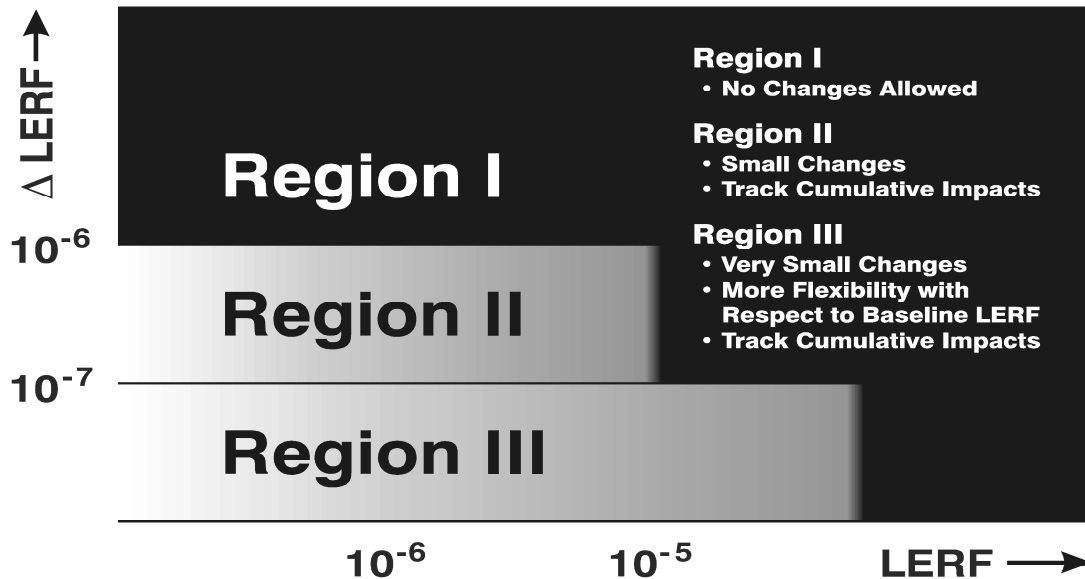 Δ LERF →
Region I
• No Changes Allowed
Region II
• Small Changes
• Track Cumulative Impacts
Region III
• Very Small Changes
• More Flexibility with
Respect to Baseline LERF
• Track Cumulative Impacts
Region I
10⁻⁶
Region II
10⁻⁷
Region III
10⁻⁶
10⁻⁵
LERF →